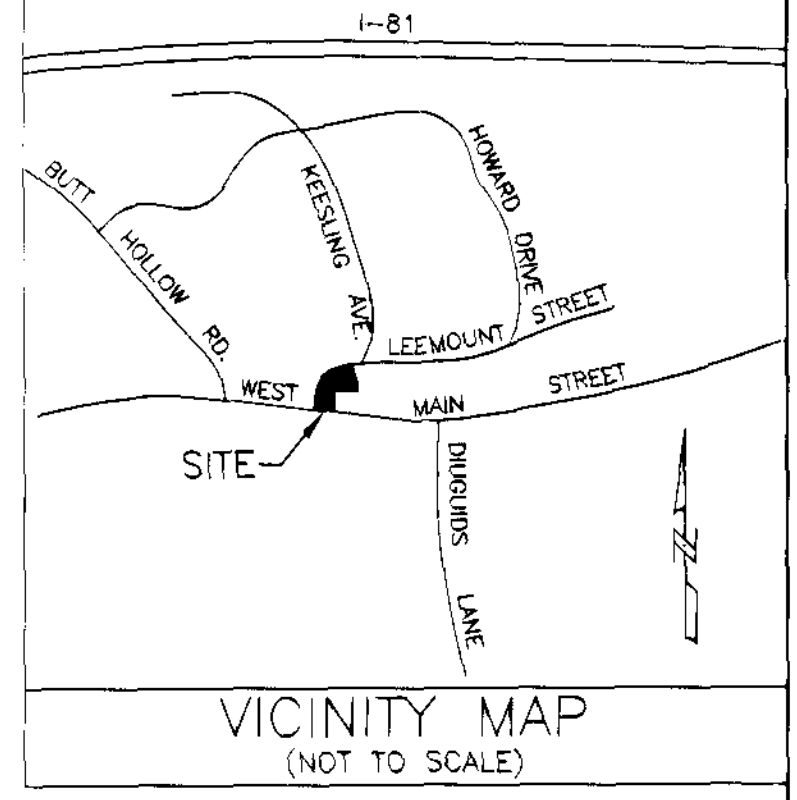 I-81
BUTT HOLLOW RD.
KEESLING AVE.
HOWARD DRIVE
LEEMOUNT STREET
WEST MAIN STREET
SITE
DIUGUIDS LANE
N
VICINITY MAP
(NOT TO SCALE)